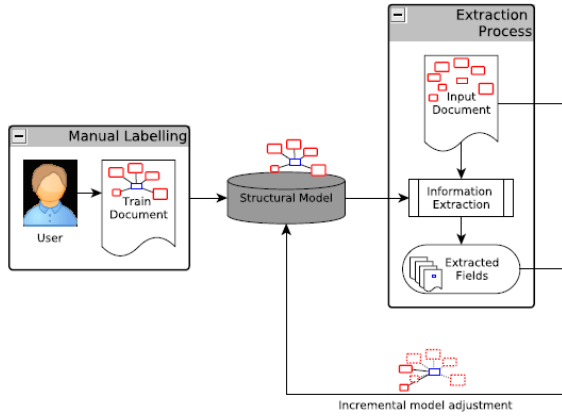 Manual Labelling
User
Train
Document
Structural Model
Extraction
Process
Input
Document
Information
Extraction
Extracted
Fields
Incremental model adjustment